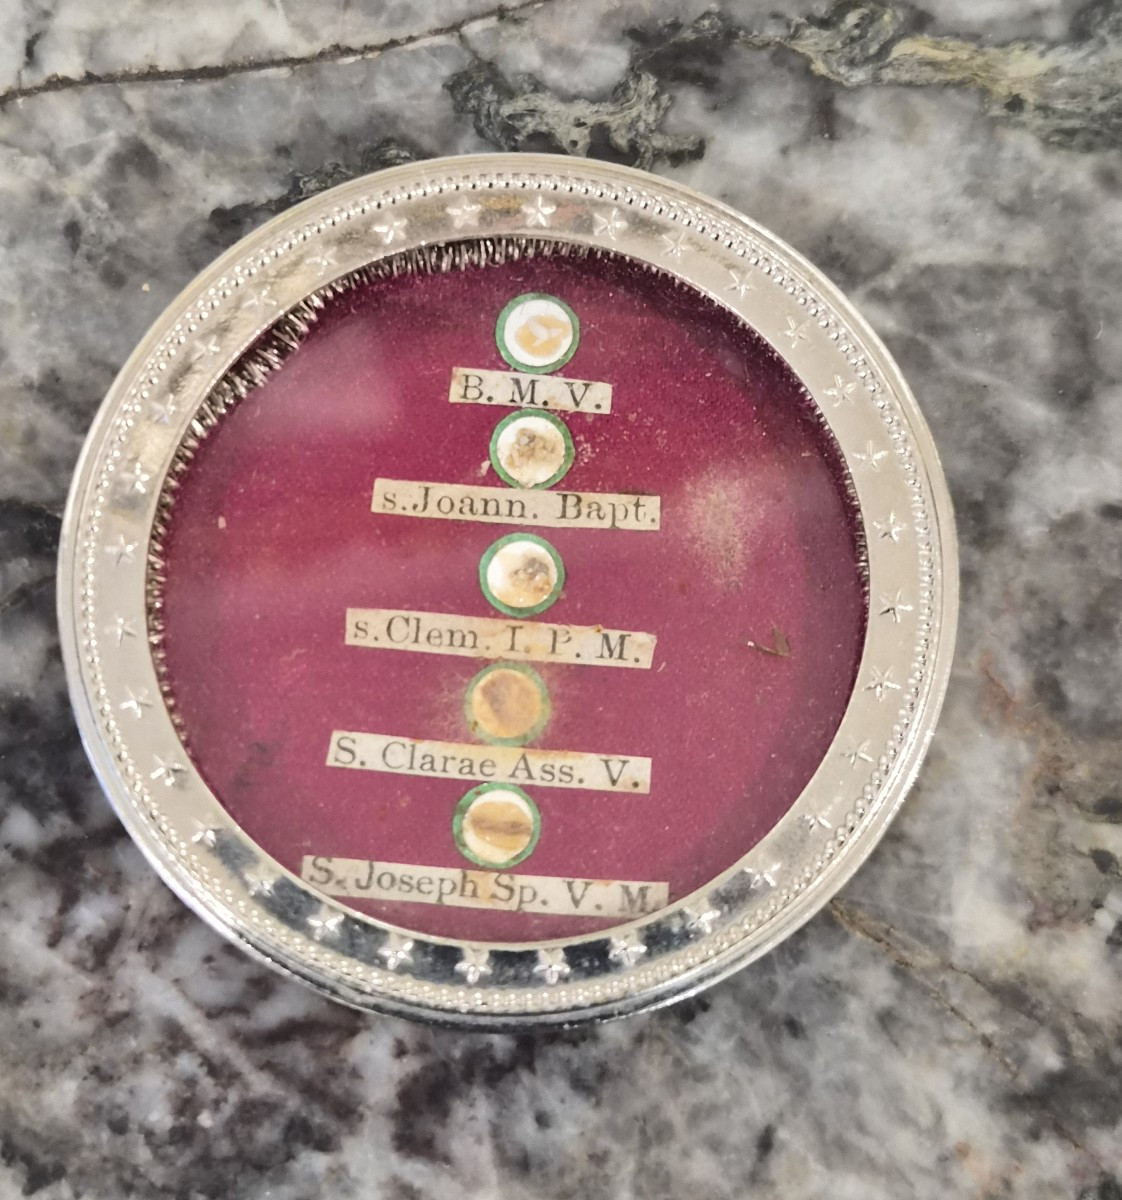 B. M. V.
s. Joann. Bapt.
s. Clem. I. P. M.
S. Clarae Ass. V.
S. Joseph Sp. V. M.